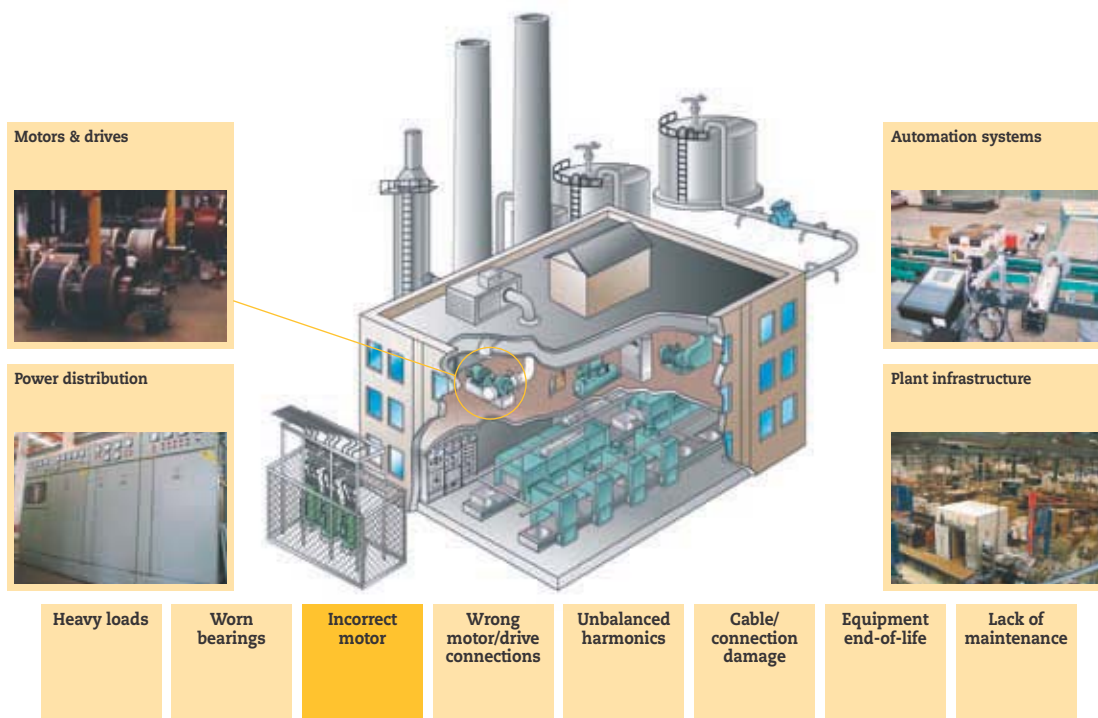 Motors & drives
Automation systems
Power distribution
Plant infrastructure
Heavy loads
Worn
bearings
Incorrect
motor
Wrong
motor/drive
connections
Unbalanced
harmonics
Cable/
connection
damage
Equipment
end-of-life
Lack of
maintenance